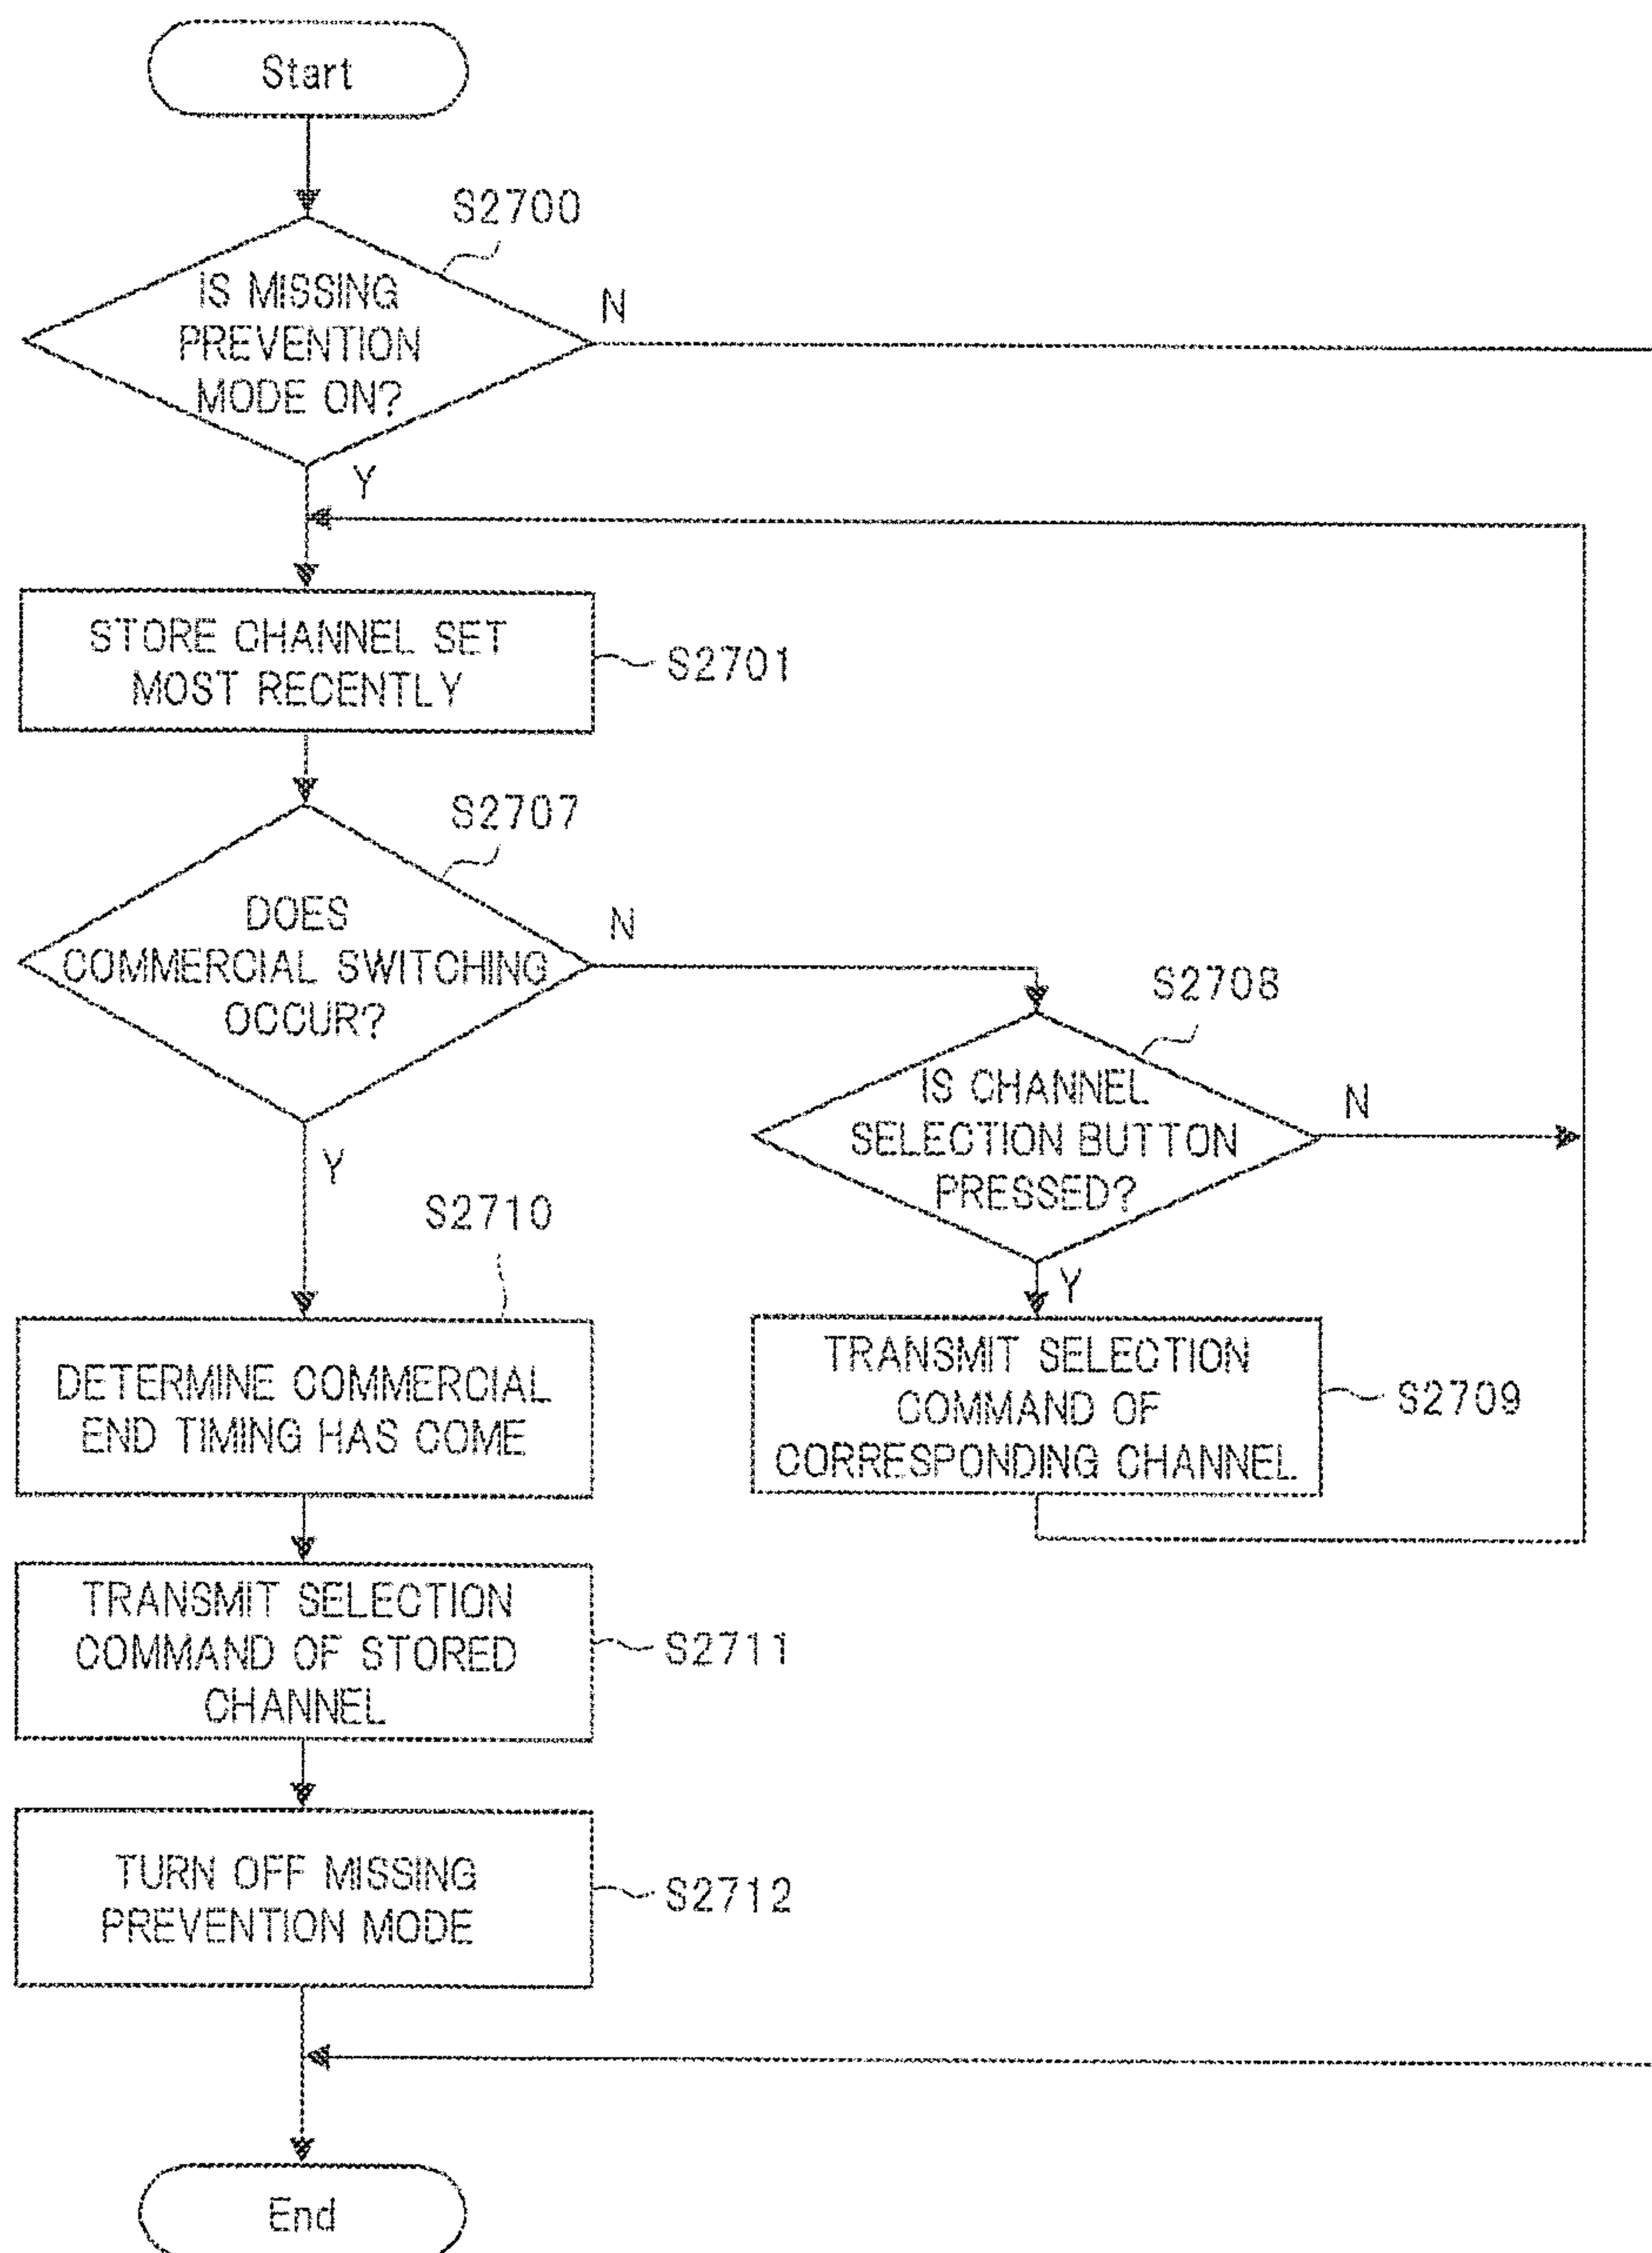 Start
S2700
IS MISSING
PREVENTION
MODE ON?
N
Y
STORE CHANNEL SET
MOST RECENTLY
S2701
S2707
DOES
COMMERCIAL SWITCHING
OCCUR?
N
Y
S2708
IS CHANNEL
SELECTION BUTTON
PRESSED?
N
Y
S2710
DETERMINE COMMERCIAL
END TIMING HAS COME
TRANSMIT SELECTION
COMMAND OF
CORRESPONDING CHANNEL
S2709
TRANSMIT SELECTION
COMMAND OF STORED
CHANNEL
S2711
TURN OFF MISSING
PREVENTION MODE
S2712
End